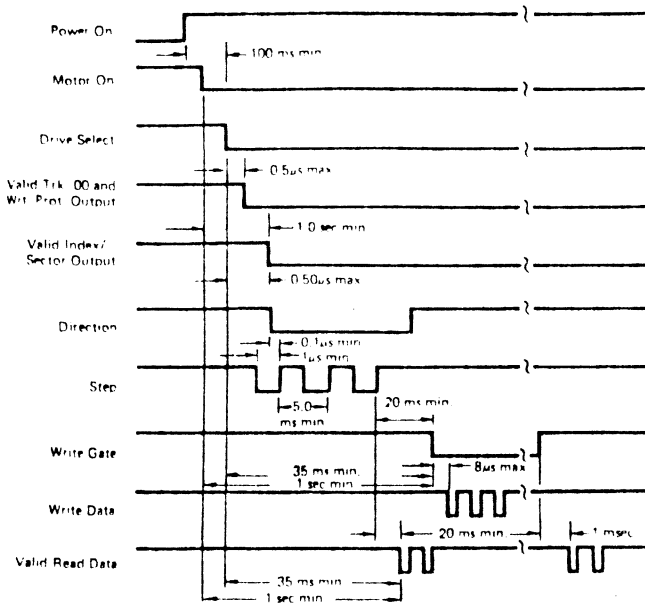 Power On
100 ms min
Motor On
Drive Select
0.5μs max
Valid Trk. 00 and
Wrt. Prot. Output
1.0 sec min
Valid Index/
Sector Output
0.50μs max
Direction
0.1μs min
1μs min
Step
5.0
ms min
20 ms min.
Write Gate
35 ms min.
1 sec min
8μs max
Write Data
20 ms min.
1 msec
Valid Read Data
35 ms min
1 sec min